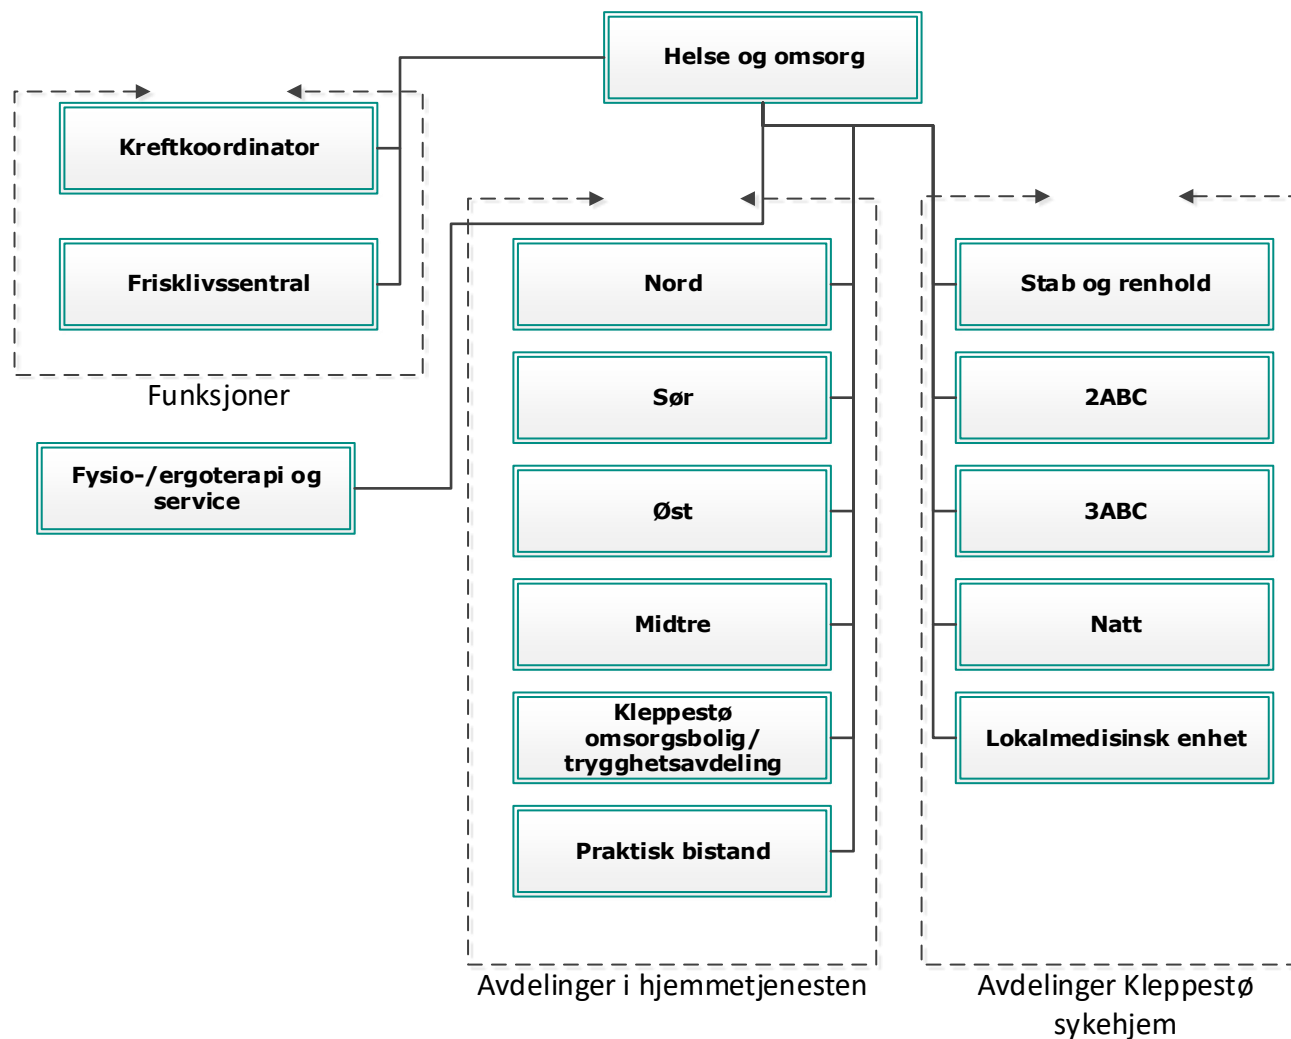 Helse og omsorg
Kreftkoordinator
Frisklivssentral
Funksjoner
Fysio-/ergoterapi og
service
Nord
Sør
Øst
Midtre
Kleppestø
omsorgsbolig/
trygghetsavdeling
Praktisk bistand
Avdelinger i hjemmetjenesten
Stab og renhold
2ABC
3ABC
Natt
Lokalmedisinsk enhet
Avdelinger Kleppestø
sykehjem